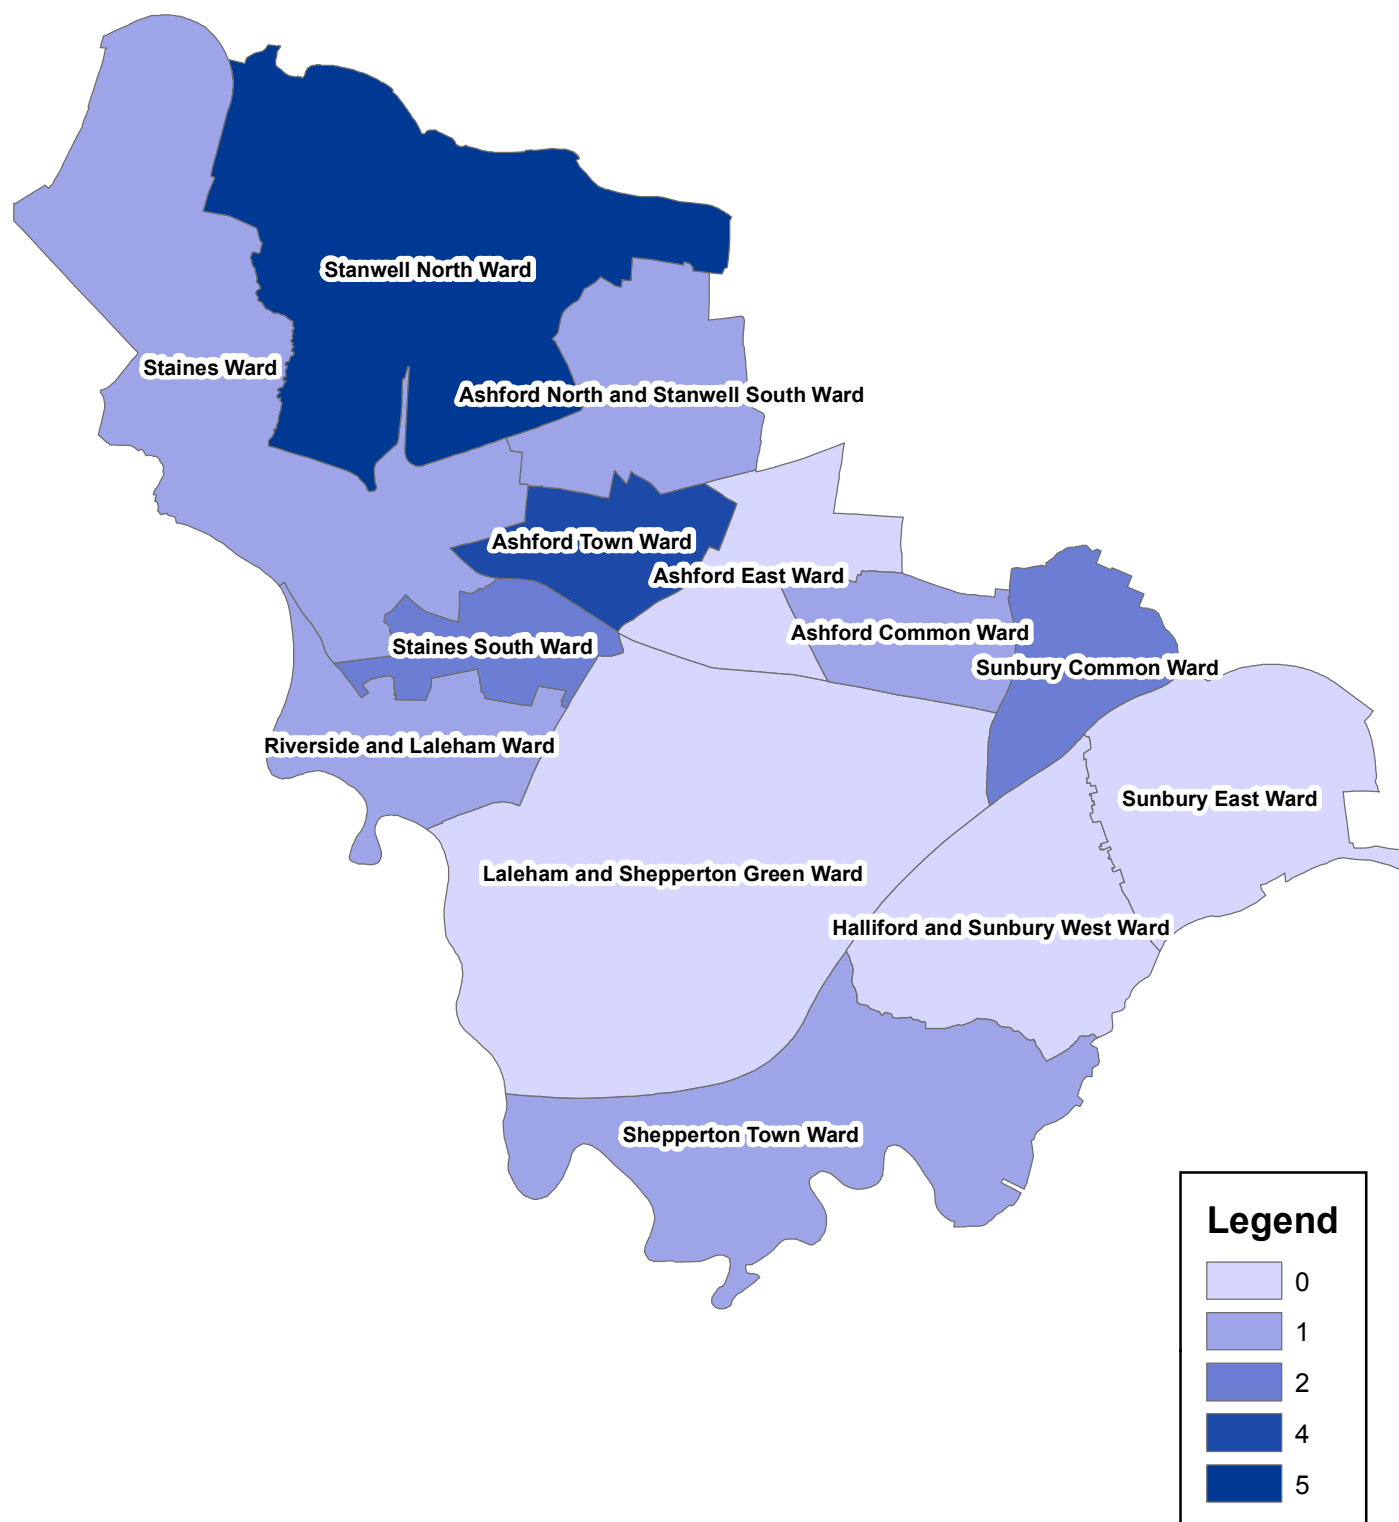 Stanwell North Ward
Staines Ward
Ashford North and Stanwell South Ward
Ashford Town Ward
Ashford East Ward
Ashford Common Ward
Staines South Ward
Sunbury Common Ward
Riverside and Laleham Ward
Sunbury East Ward
Laleham and Shepperton Green Ward
Halliford and Sunbury West Ward
Shepperton Town Ward
Legend
0
1
2
4
5